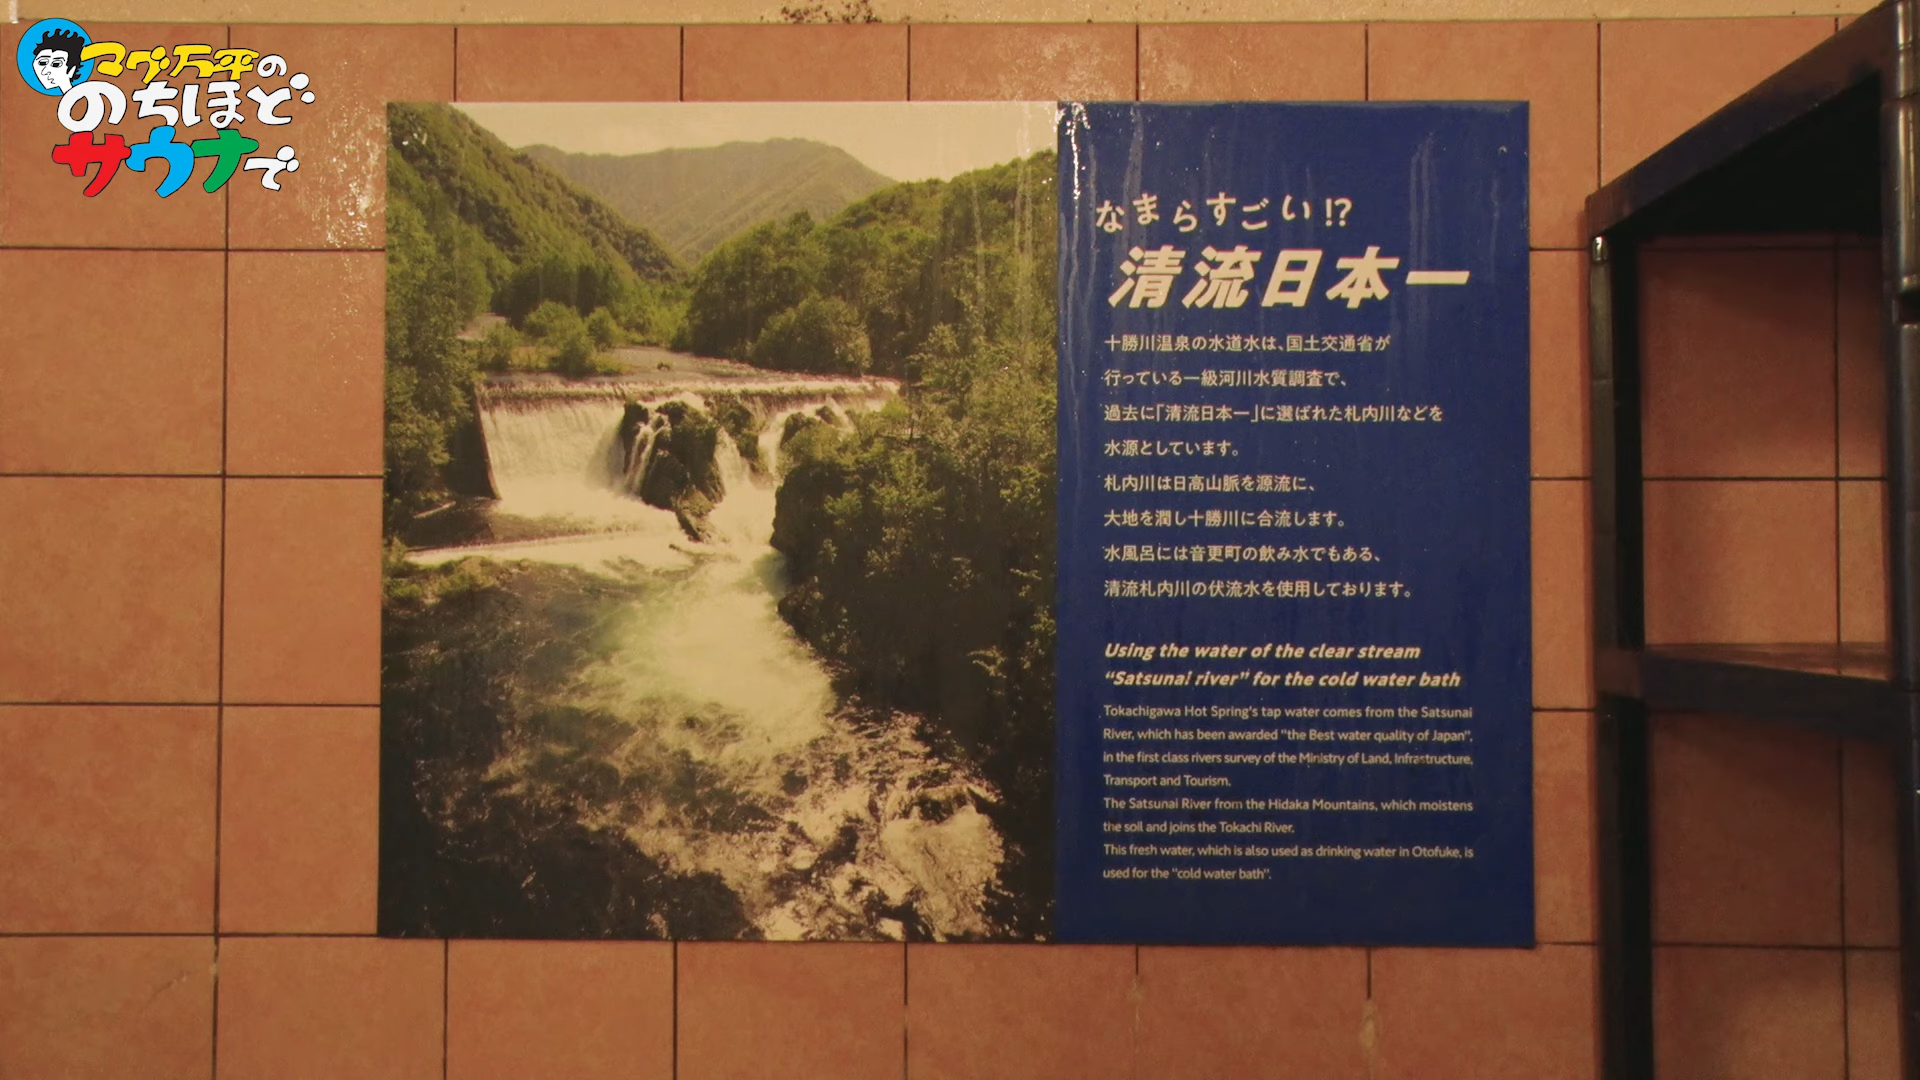 マグ万平の
のちほど
サウナで
なまらすごい!?
清流日本一
十勝川温泉の水道水は、国土交通省が
行っている一級河川水質調査で、
過去に「清流日本一」に選ばれた札内川などを
水源としています。
札内川は日高山脈を源流に、
大地を潤し十勝川に合流します。
水風呂には音更町の飲み水でもある、
清流札内川の伏流水を使用しております。
Using the water of the clear stream
“Satsunai river” for the cold water bath
Tokachigawa Hot Spring's tap water comes from the Satsunai
River, which has been awarded "the Best water quality of Japan",
in the first class rivers survey of the Ministry of Land, Infrastructure,
Transport and Tourism.
The Satsunai River from the Hidaka Mountains, which moistens
the soil and joins the Tokachi River.
This fresh water, which is also used as drinking water in Otofuke, is
used for the "cold water bath".